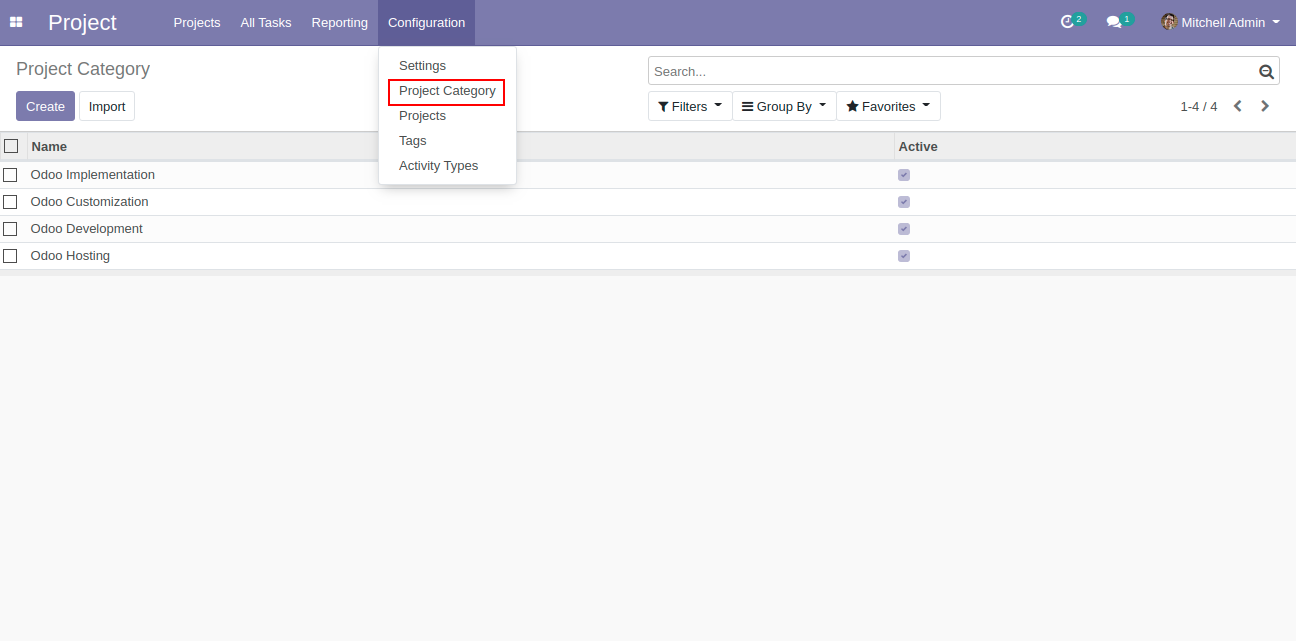 Project Projects All Tasks Reporting Configuration 2 1 Mitchell Admin
Project Category
Search...
Create Import
Filters Group By Favorites 1-4 / 4
Settings
Project Category
Projects
Tags
Activity Types
Name Active
Odoo Implementation
Odoo Customization
Odoo Development
Odoo Hosting